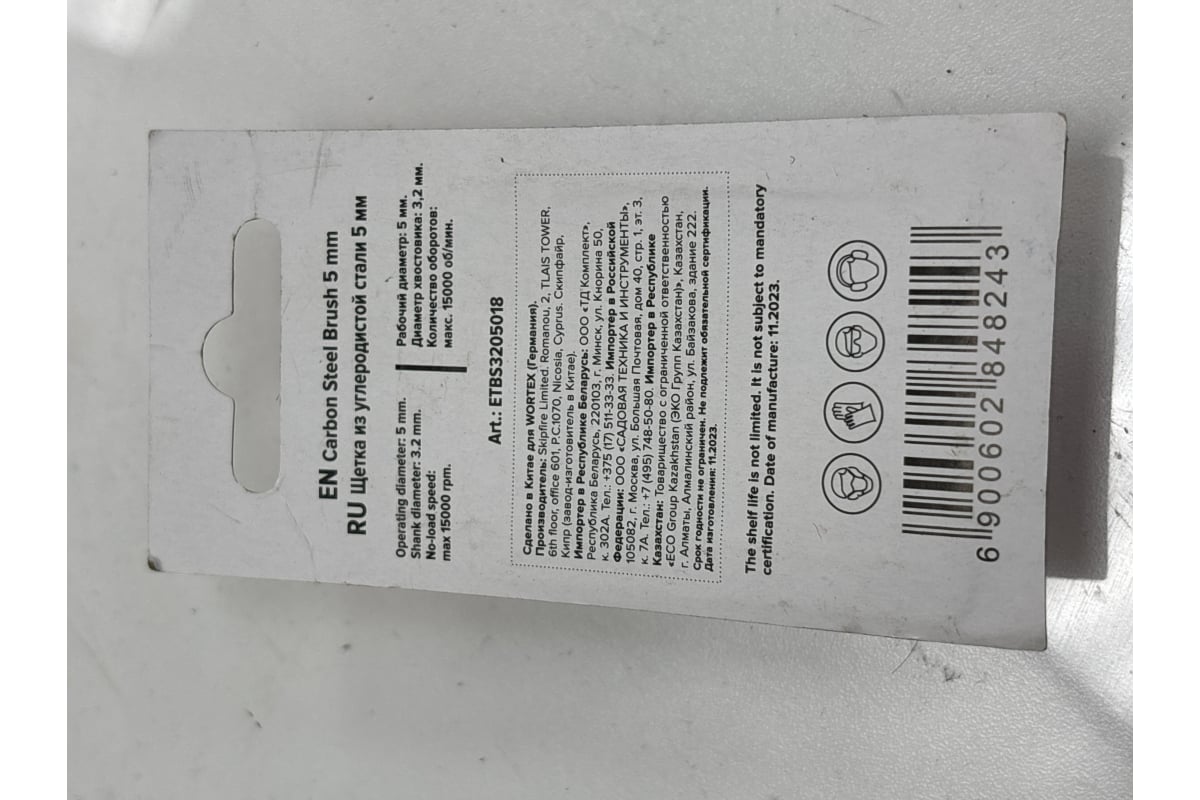 EN Carbon Steel Brush 5 mm
RU Щетка из углеродистой стали 5 мм
Operating diameter: 5 mm.
Shank diameter: 3.2 mm.
No-load speed:
max 15000 rpm.
Рабочий диаметр: 5 мм.
Диаметр хвостовика: 3,2 мм.
Количество оборотов:
макс. 15000 об/мин.
Art.: ETBS3205018
Сделано в Китае для WORTEX (Германия).
Производитель: Skipfire Limited. Romanou, 2, TLAIS TOWER,
6th floor, office 601, P.C.1070, Nicosia, Cyprus. Скипфайр,
Кипр (завод-изготовитель в Китае).
Импортер в Республике Беларусь: ООО «ТД Комплект»,
Республика Беларусь, 220103, г. Минск, ул. Кнорина 50,
к. 302А. Тел.: +375 (17) 511-33-33. Импортер в Российской
Федерации: ООО «САДОВАЯ ТЕХНИКА И ИНСТРУМЕНТЫ»,
105082, г. Москва, ул. Большая Почтовая, дом 40, стр. 1, эт. 3,
к. 7А. Тел.: +7 (495) 748-50-80. Импортер в Республике
Казахстан: Товарищество с ограниченной ответственностью
«ECO Group Kazakhstan (ЭКО Групп Казахстан)», Казахстан,
г. Алматы, Алмалинский район, ул. Байзакова, здание 222.
Срок годности не ограничен. Не подлежит обязательной сертификации.
Дата изготовления: 11.2023.
The shelf life is not limited. It is not subject to mandatory
certification. Date of manufacture: 11.2023.
6 900602 848243